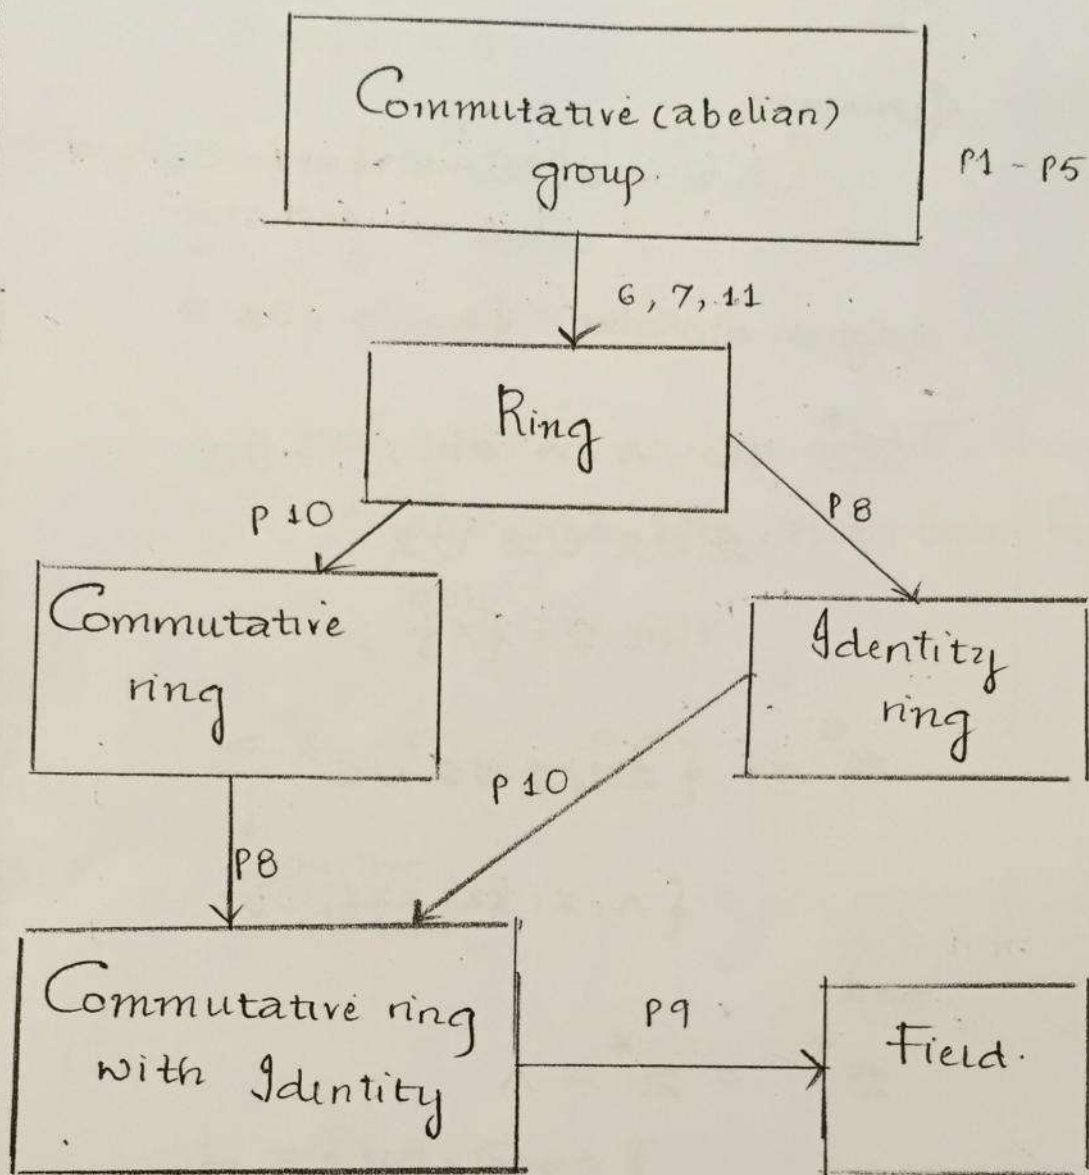 Commutative (abelian)
group.
P1 - P5
6, 7, 11
Ring
P 10
P 8
Commutative
ring
Identity
ring
P 10
P8
Commutative ring
with Identity
P9
Field.